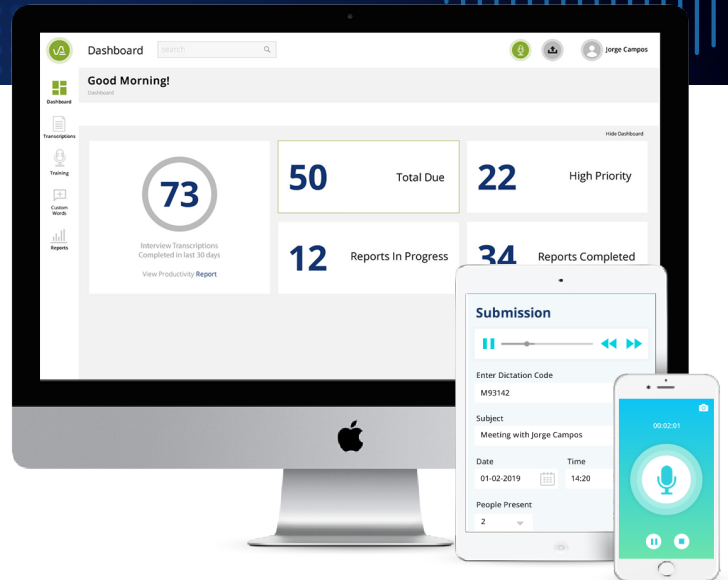 Dashboard
search
Jorge Campos
Good Morning!
Dashboard
Dashboard
Transcriptions
Training
Custom
Words
Reports
Hide Dashboard
73
Interview Transcriptions
Completed in last 30 days
View Productivity Report
50 Total Due
22 High Priority
12 Reports In Progress
34 Reports Completed
Submission
Enter Dictation Code
M93142
Subject
Meeting with Jorge Campos
Date Time
01-02-2019 14:20
People Present
2
00:02:01